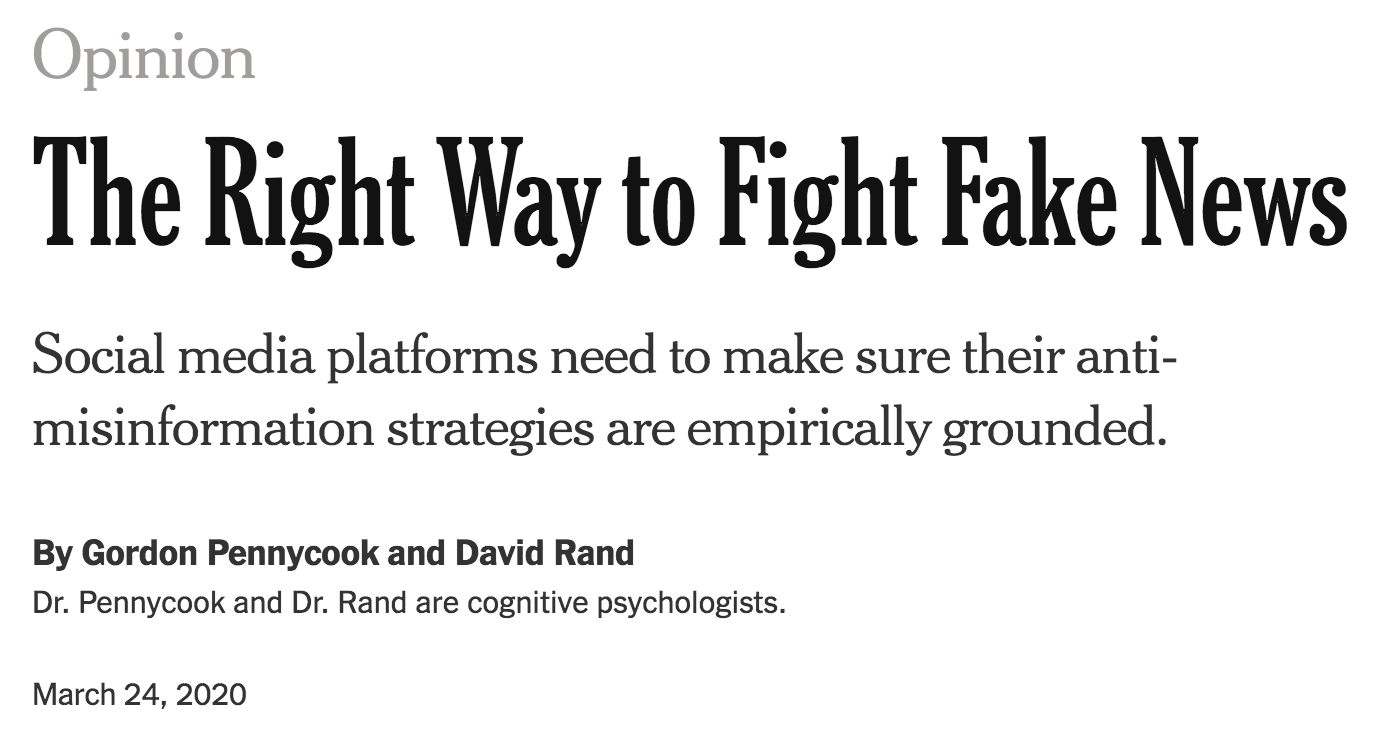 Opinion
The Right Way to Fight Fake News
Social media platforms need to make sure their anti-
misinformation strategies are empirically grounded.
By Gordon Pennycook and David Rand
Dr. Pennycook and Dr. Rand are cognitive psychologists.
March 24, 2020